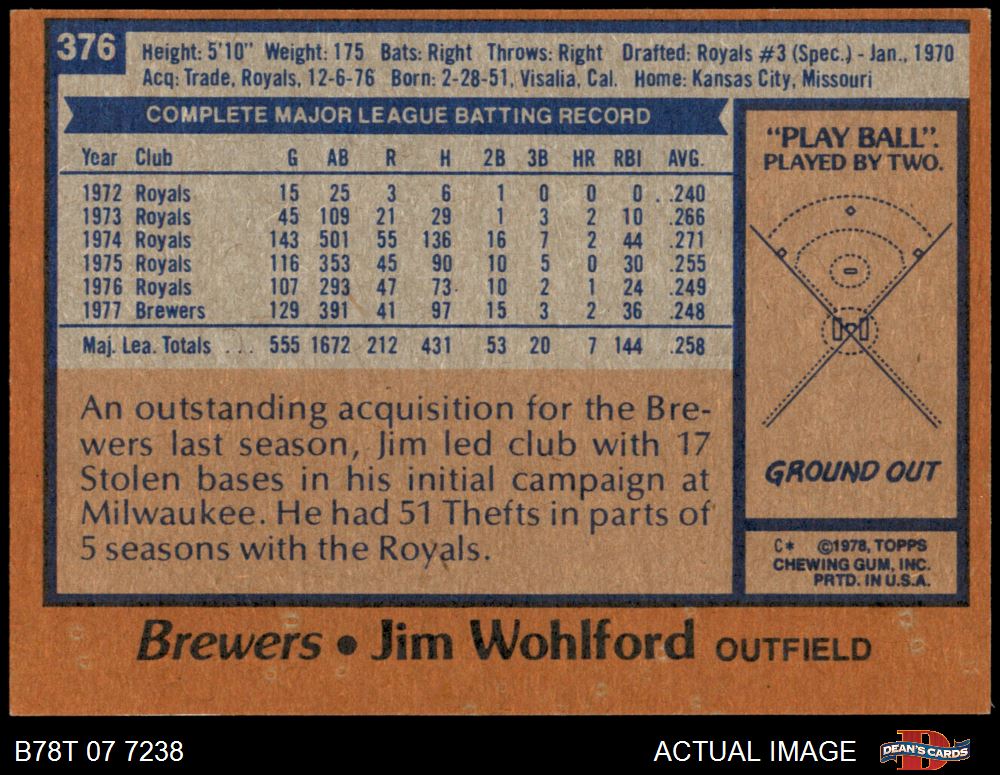 376
Height: 5'10" Weight: 175 Bats: Right Throws: Right Drafted: Royals #3 (Spec.) - Jan., 1970
Acq: Trade, Royals, 12-6-76 Born: 2-28-51, Visalia, Cal. Home: Kansas City, Missouri
COMPLETE MAJOR LEAGUE BATTING RECORD
Year Club G AB R H 2B 3B HR RBI AVG.
1972 Royals 15 25 3 6 1 0 0 0 . .240
1973 Royals 45 109 21 29 1 3 2 10 .266
1974 Royals 143 501 55 136 16 7 2 44 .271
1975 Royals 116 353 45 90 10 5 0 30 .255
1976 Royals 107 293 47 73 10 2 1 24 .249
1977 Brewers 129 391 41 97 15 3 2 36 .248
Maj. Lea. Totals ... 555 1672 212 431 53 20 7 144 .258
An outstanding acquisition for the Bre-
wers last season, Jim led club with 17
Stolen bases in his initial campaign at
Milwaukee. He had 51 Thefts in parts of
5 seasons with the Royals.
"PLAY BALL".
PLAYED BY TWO.
GROUND OUT
C* ©1978, TOPPS
CHEWING GUM, INC.
PRTD. IN U.S.A.
Brewers • Jim Wohlford OUTFIELD
B78T 07 7238 ACTUAL IMAGE
D
DEAN'S CARDS